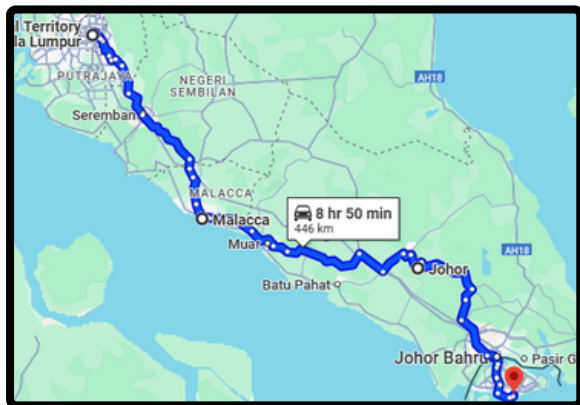 l Territory
la Lumpur
PUTRAJAYA
NEGERI
SEMBILAN
AH18
Seremban
MALACCA
Malacca
8 hr 50 min
446 km
Muar
AH18
Johor
Batu Pahat
Johor Bahru
Pasir G